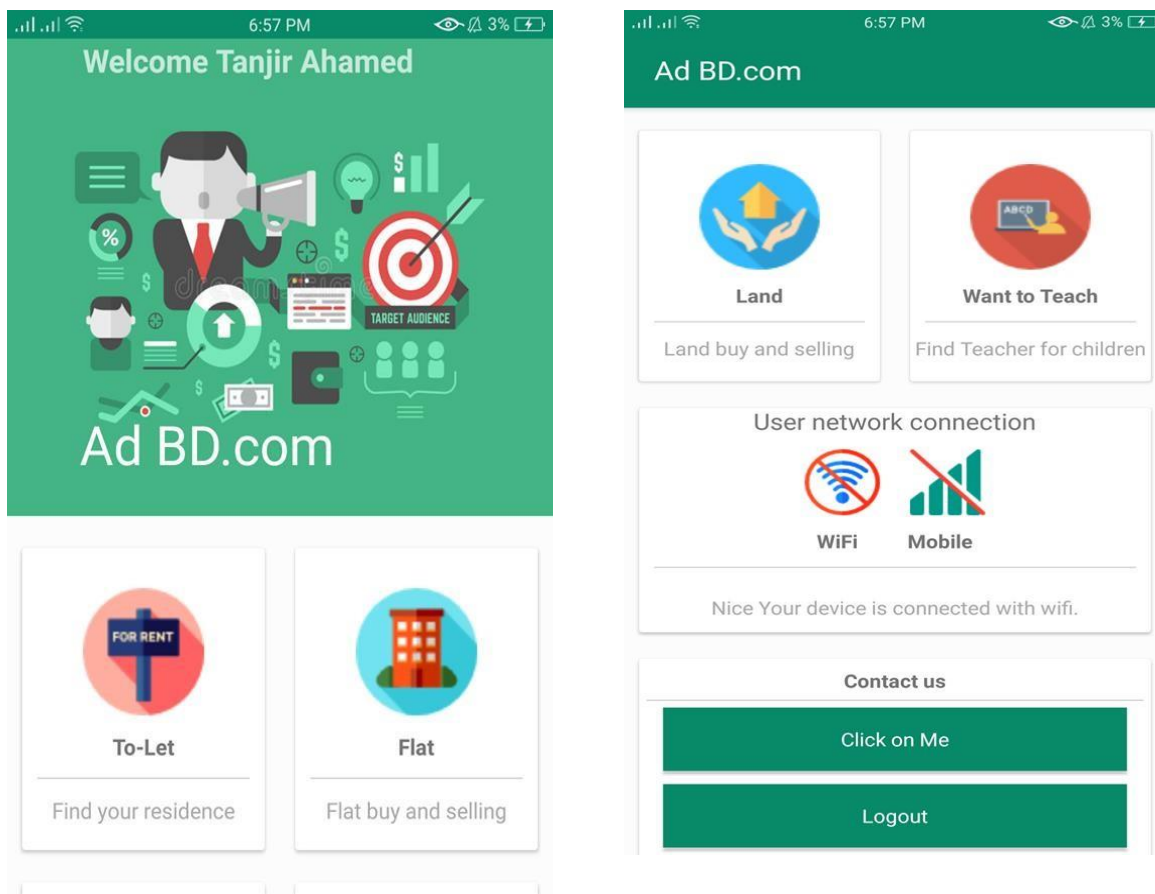 6:57 PM
3%
Welcome Tanjir Ahamed
$
%
$
$
TARGET AUDIENCE
$
$
Ad BD.com
FOR RENT
To-Let
Flat
Find your residence
Flat buy and selling
6:57 PM
3%
Ad BD.com
ABCD
Land
Want to Teach
Land buy and selling
Find Teacher for children
User network connection
WiFi
Mobile
Nice Your device is connected with wifi.
Contact us
Click on Me
Logout